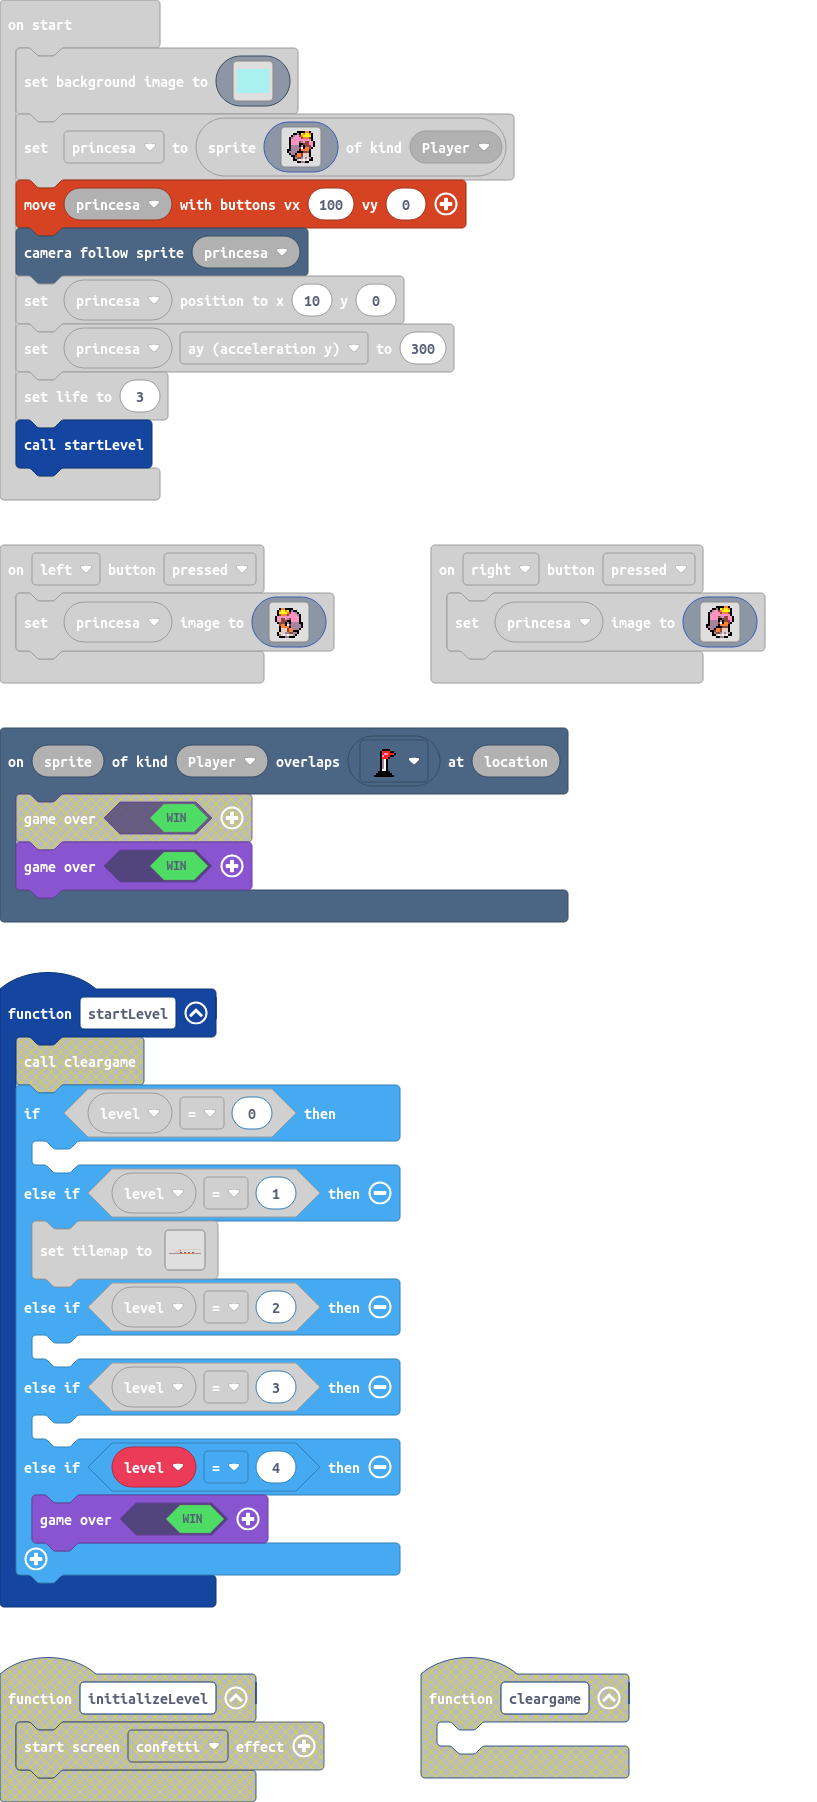 on start
set background image to
set princesa to sprite of kind Player
move princesa with buttons vx 100 vy 0
camera follow sprite princesa
set princesa position to x 10 y 0
set princesa ay (acceleration y) to 300
set life to 3
call startLevel
on left button pressed
set princesa image to
on right button pressed
set princesa image to
on sprite of kind Player overlaps at location
game over WIN
game over WIN
function startLevel
call cleargame
if level = 0 then
else if level = 1 then
set tilemap to
else if level = 2 then
else if level = 3 then
else if level = 4 then
game over WIN
function initializeLevel
start screen confetti effect
function cleargame